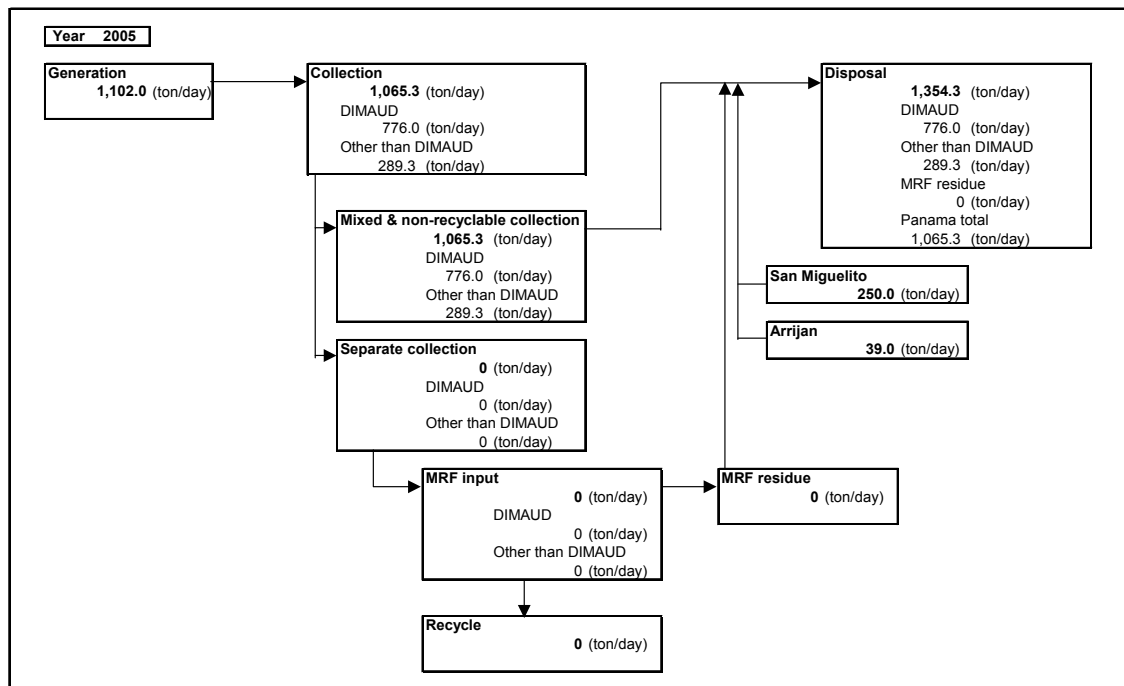 Year 2005
Generation
1,102.0 (ton/day)
Collection
1,065.3 (ton/day)
DIMAUD
776.0 (ton/day)
Other than DIMAUD
289.3 (ton/day)
Mixed & non-recyclable collection
1,065.3 (ton/day)
DIMAUD
776.0 (ton/day)
Other than DIMAUD
289.3 (ton/day)
Separate collection
0 (ton/day)
DIMAUD
0 (ton/day)
Other than DIMAUD
0 (ton/day)
MRF input
0 (ton/day)
DIMAUD
0 (ton/day)
Other than DIMAUD
0 (ton/day)
Recycle
0 (ton/day)
Disposal
1,354.3 (ton/day)
DIMAUD
776.0 (ton/day)
Other than DIMAUD
289.3 (ton/day)
MRF residue
0 (ton/day)
Panama total
1,065.3 (ton/day)
San Miguelito
250.0 (ton/day)
Arrijan
39.0 (ton/day)
MRF residue
0 (ton/day)